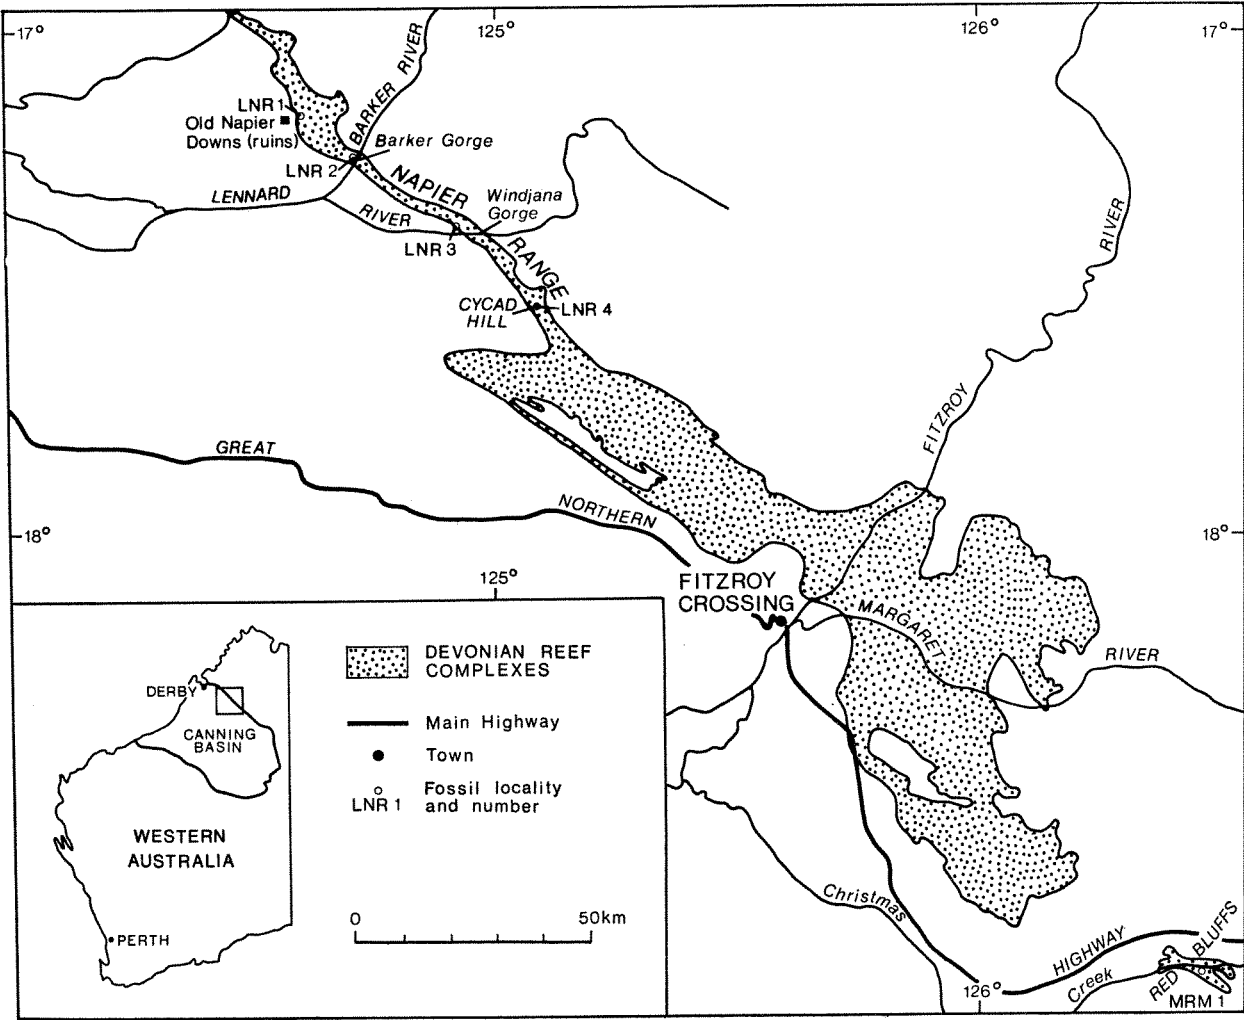 17°
125°
126°
17°
BARKER RIVER
LNR 1
Old Napier
Downs (ruins)
Barker Gorge
LNR 2
NAPIER
RANGE
LENNARD
RIVER
Windjana
Gorge
LNR 3
CYCAD
HILL
LNR 4
RIVER
FITZROY
GREAT
NORTHERN
18°
18°
125°
FITZROY
CROSSING
MARGARET
RIVER
DERBY
CANNING
BASIN
WESTERN
AUSTRALIA
PERTH
DEVONIAN REEF
COMPLEXES
Main Highway
Town
LNR 1
Fossil locality
and number
0
50km
Christmas
Creek
HIGHWAY
126°
RED BLUFFS
MRM 1